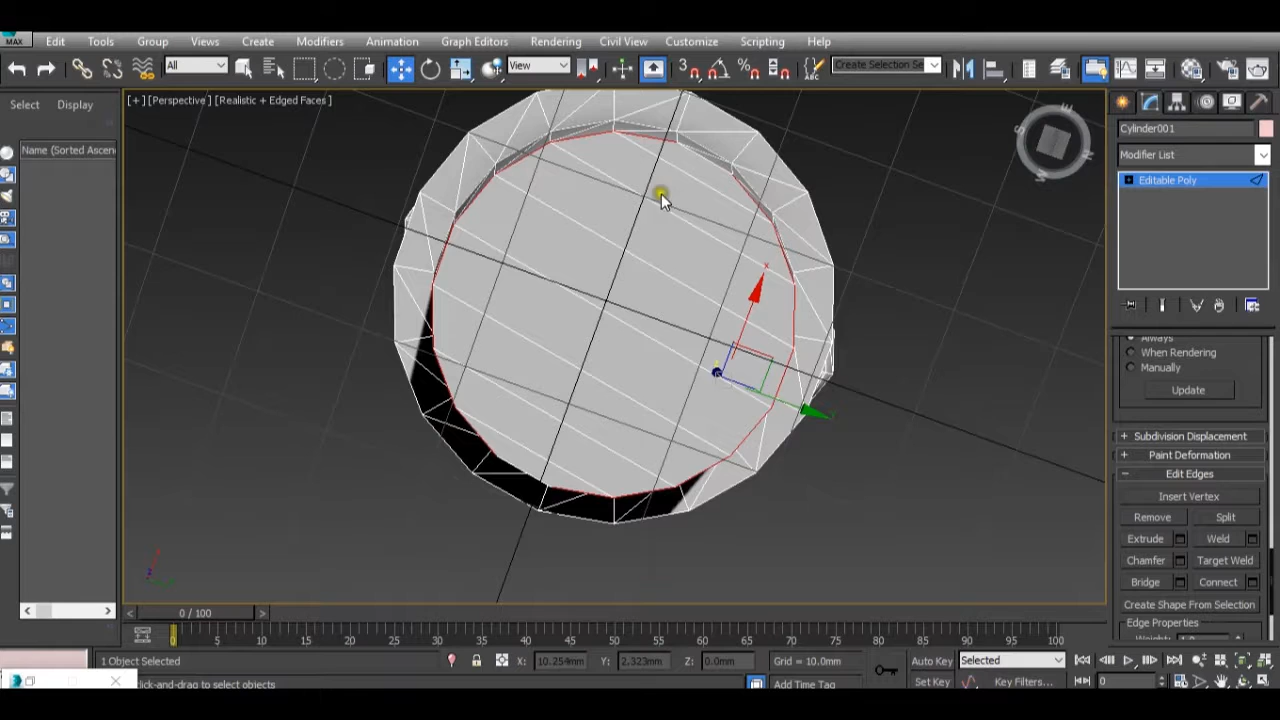 MAX Edit Tools Group Views Create Modifiers Animation Graph Editors Rendering Civil View Customize Scripting Help
All View 3 Create Selection Se
Select Display
[+] [Perspective] [Realistic + Edged Faces]
Name (Sorted Ascen
Cylinder001
Modifier List
Editable Poly
Always
When Rendering
Manually
Update
Subdivision Displacement
Paint Deformation
Edit Edges
Insert Vertex
Remove Split
Extrude Weld
Chamfer Target Weld
Bridge Connect
Create Shape From Selection
Edge Properties
0 / 100
0 5 10 15 20 25 30 35 40 45 50 55 60 65 70 75 80 85 90 95 100
1 Object Selected X: 10.254mm Y: 2.323mm Z: 0.0mm Grid = 10.0mm Auto Key Selected
click-and-drag to select objects Add Time Tag Set Key Key Filters... 0